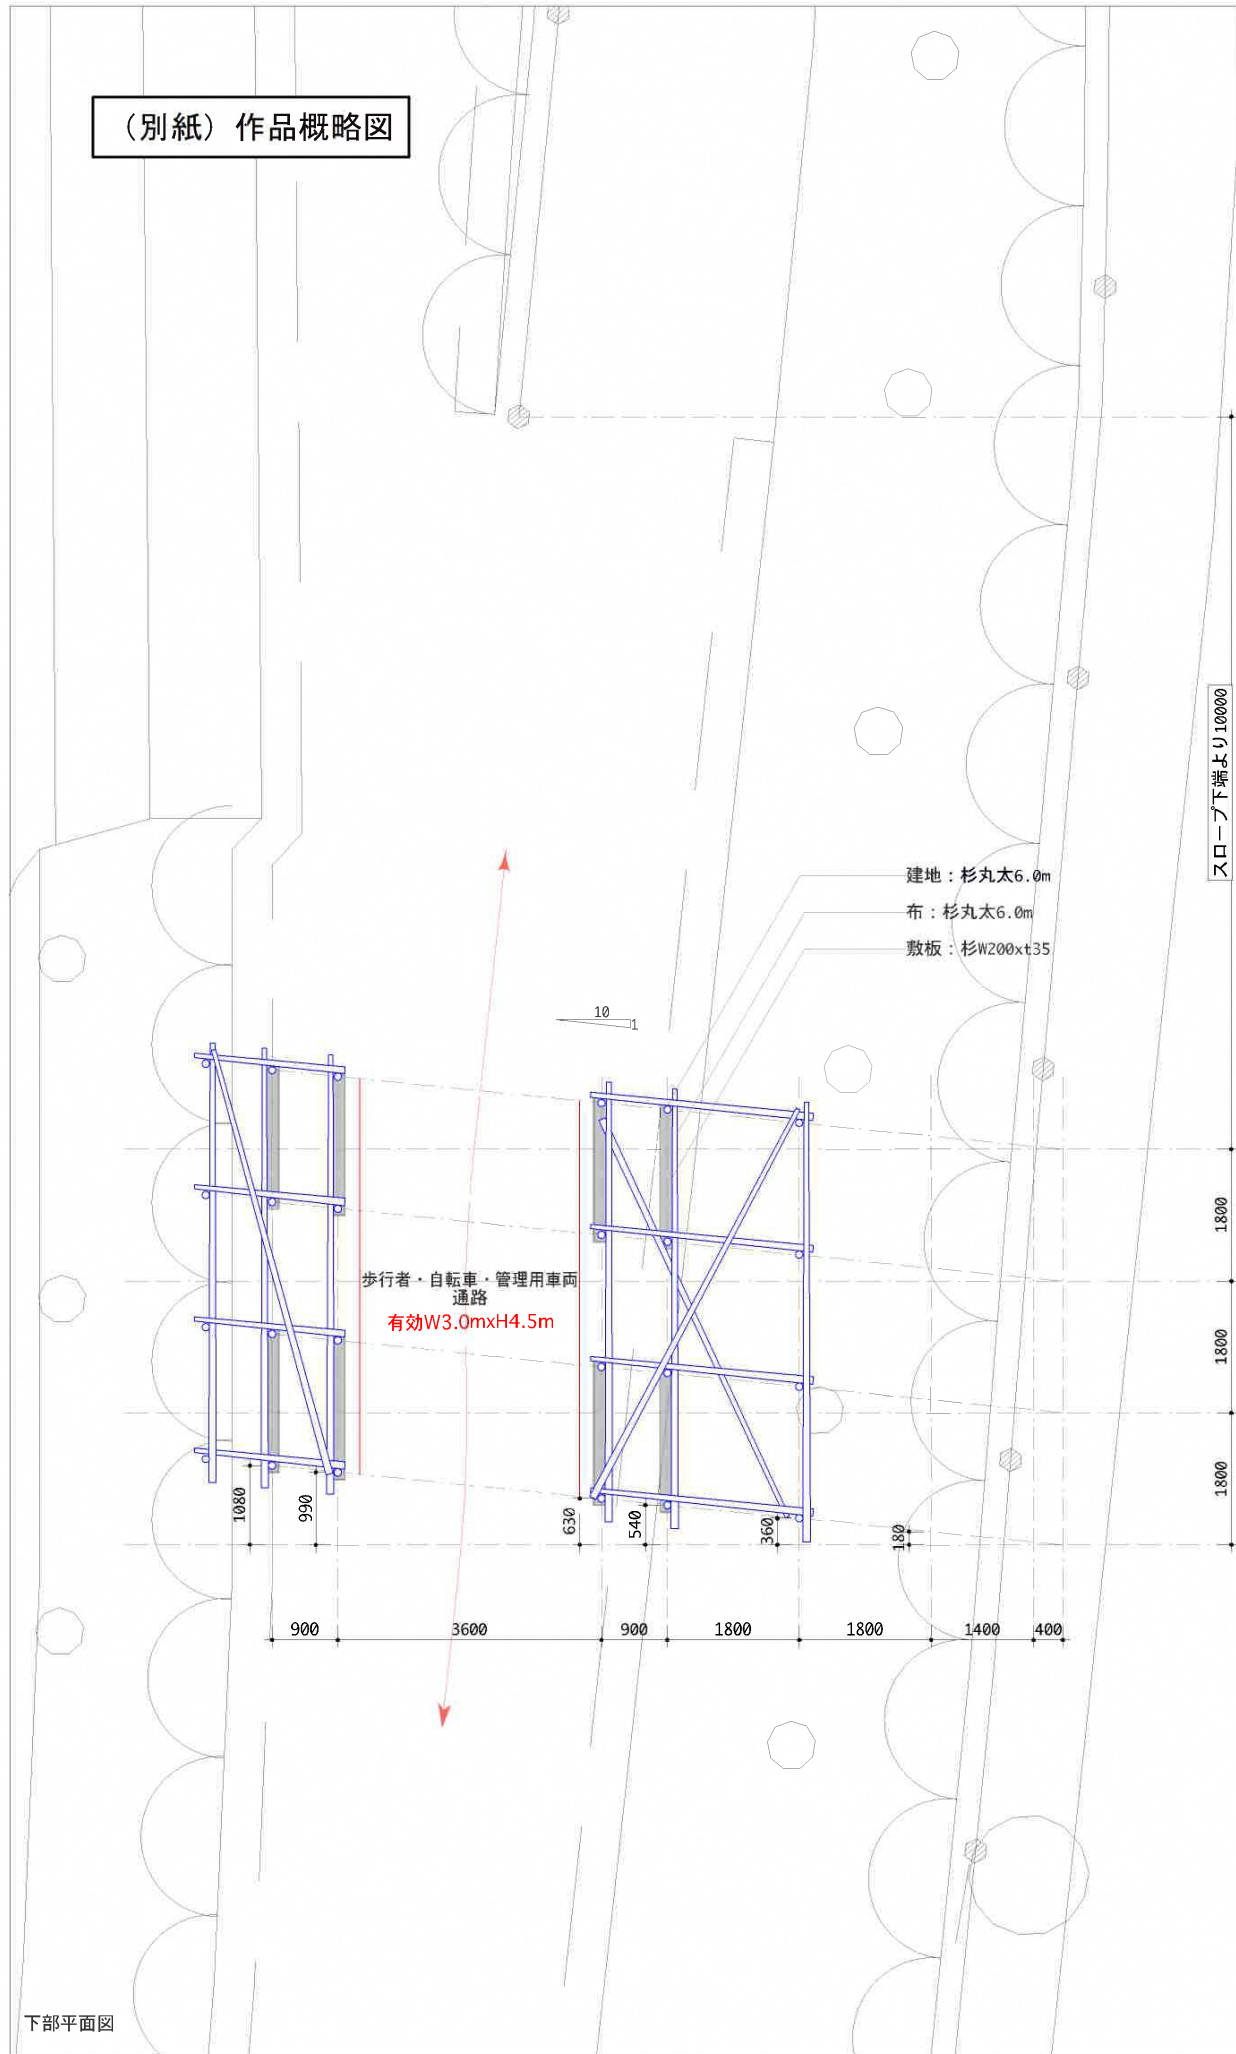 （別紙）作品概略図
スロープ下端より10000
建地：杉丸太6.0m
布：杉丸太6.0m
敷板：杉W200xt35
10
1
1800
歩行者・自転車・管理用車両
通路
有効W3.0mxH4.5m
1800
1800
1080
990
630
540
360
180
900
3600
900
1800
1800
1400
400
下部平面図